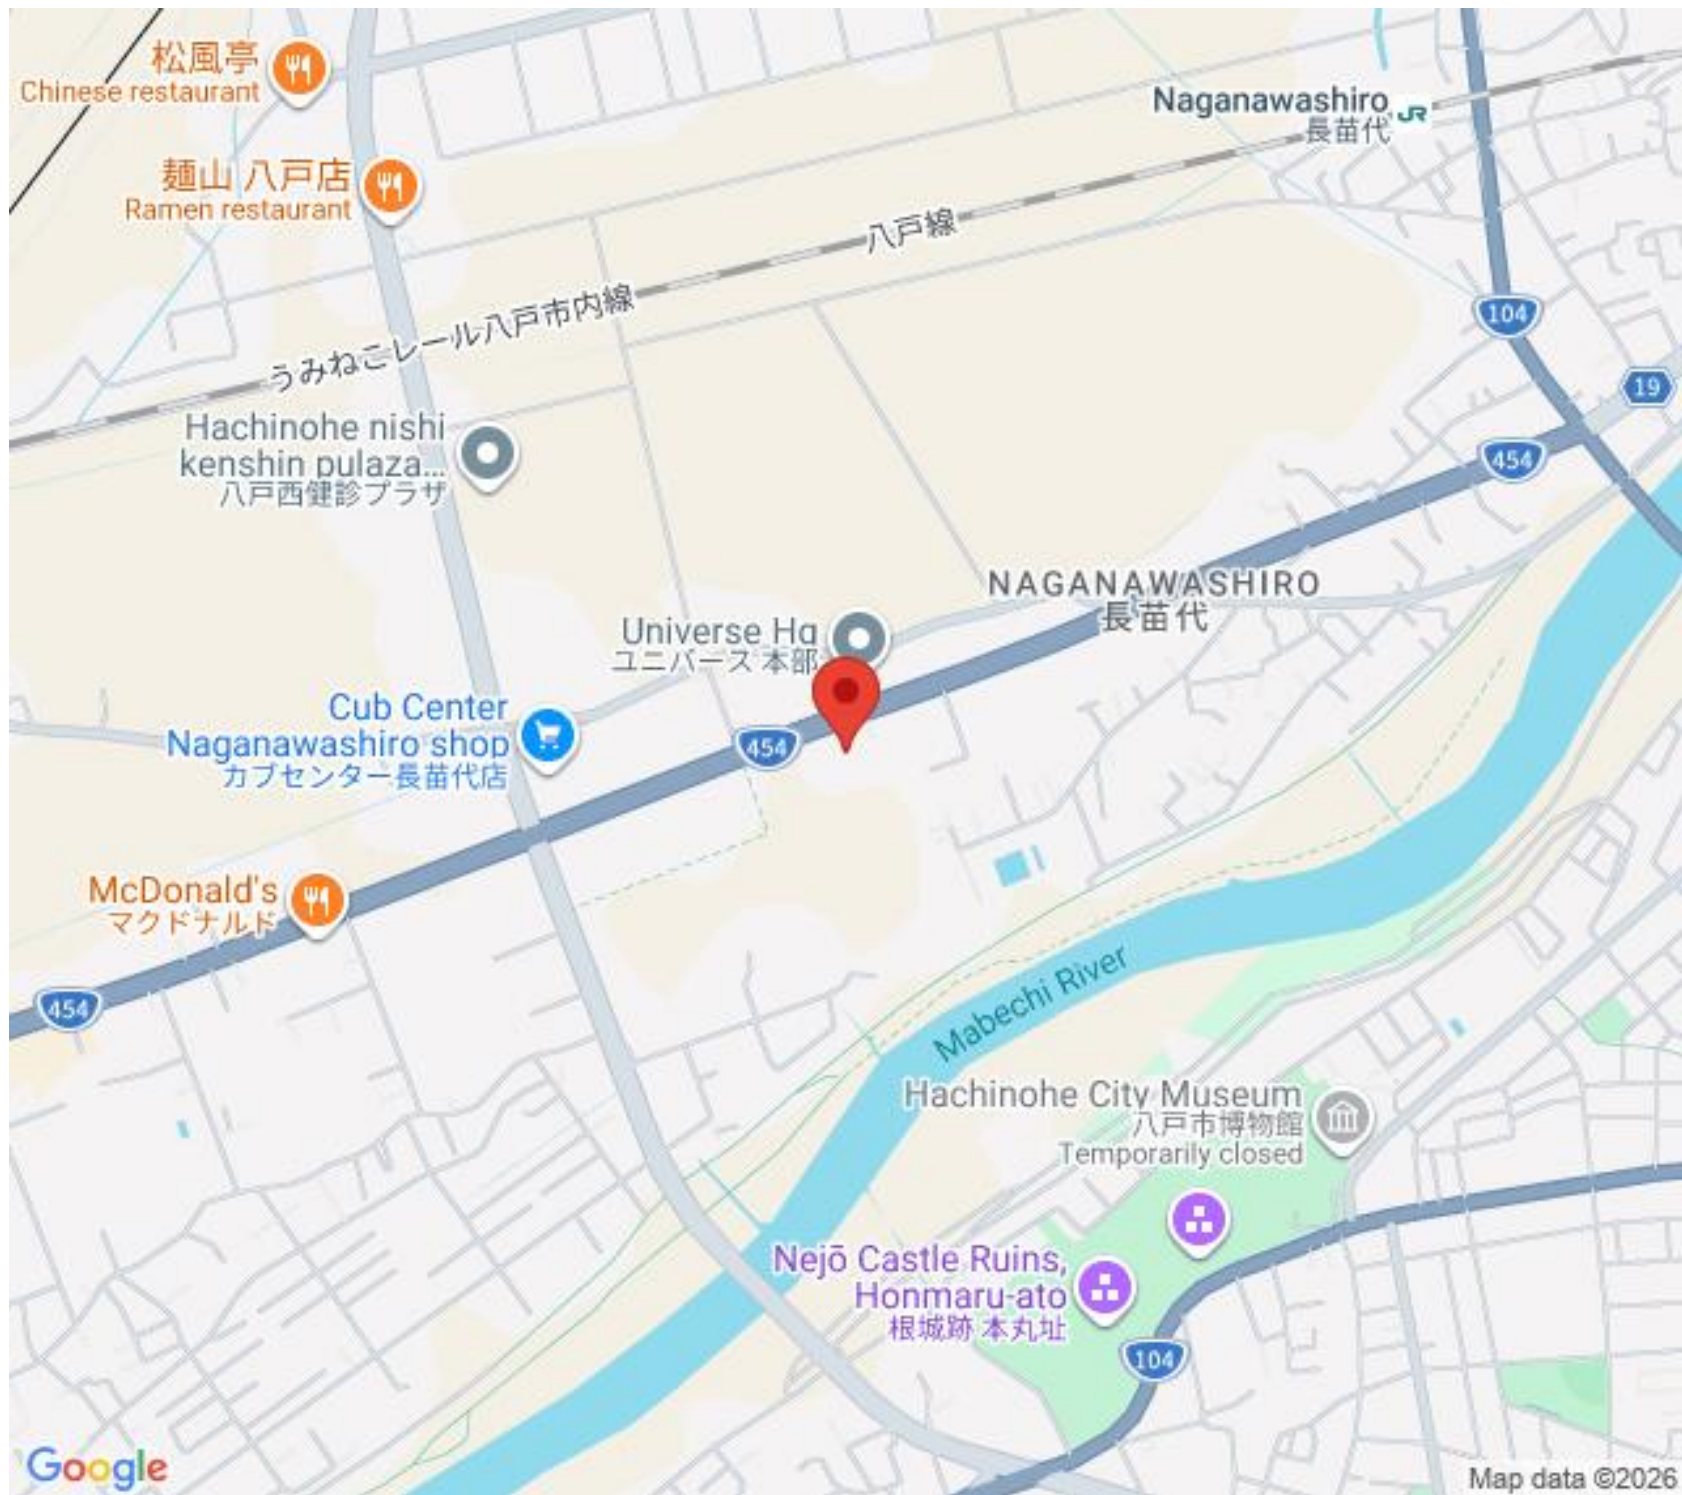 松風亭
Chinese restaurant
Naganawashiro
長苗代
JR
麺山 八戸店
Ramen restaurant
八戸線
うみねこレール八戸市内線
104
19
Hachinohe nishi
kenshin pulaza...
八戸西健診プラザ
454
NAGANAWASHIRO
長苗代
Universe Hq
ユニバース 本部
Cub Center
Naganawashiro shop
カブセンター長苗代店
454
McDonald's
マクドナルド
454
Mabechi River
Hachinohe City Museum
八戸市博物館
Temporarily closed
Nejō Castle Ruins,
Honmaru-ato
根城跡 本丸址
104
Google
Map data ©2026